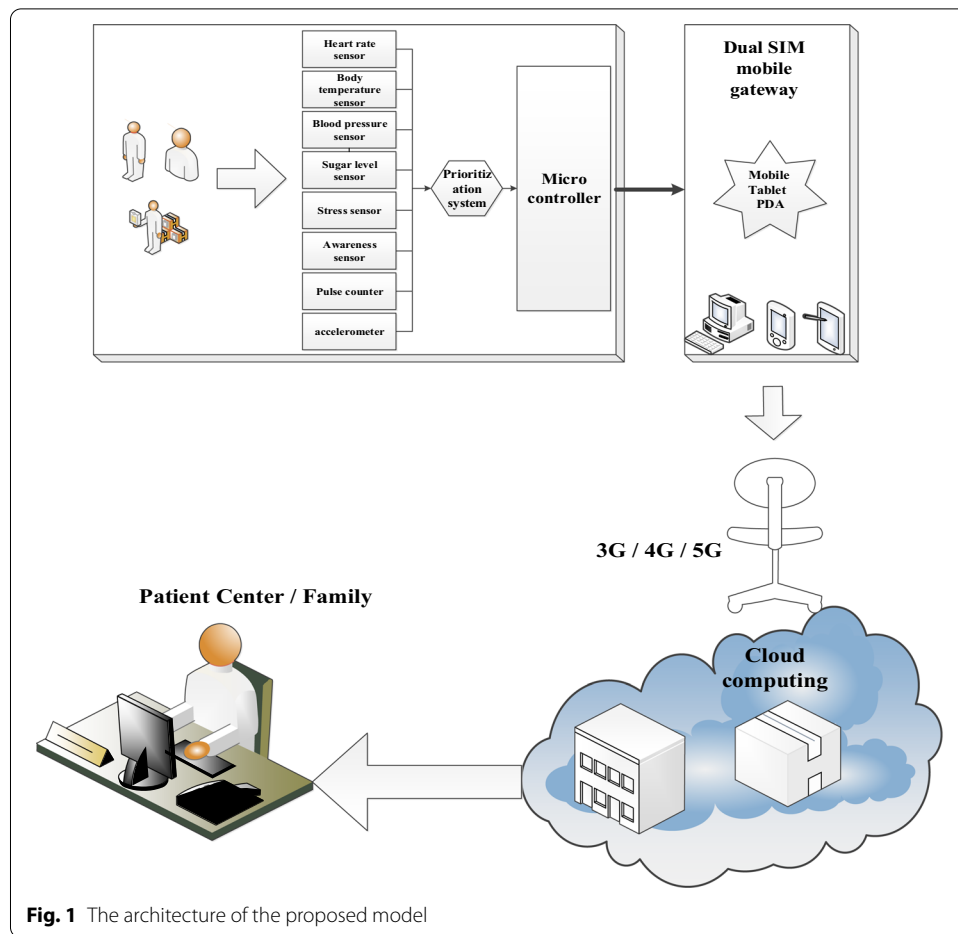 Heart rate
sensor
Body
temperature
sensor
Blood pressure
sensor
Sugar level
sensor
Stress sensor
Awareness
sensor
Pulse counter
accelerometer
Prioritiz
ation
system
Micro
controller
Dual SIM
mobile
gateway
Mobile
Tablet
PDA
3G / 4G / 5G
Cloud
computing
Patient Center / Family
Fig. 1 The architecture of the proposed model